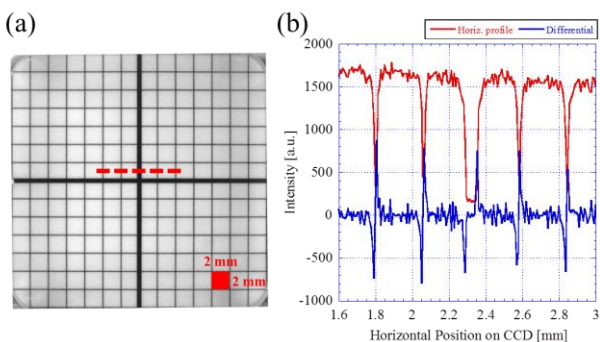 (a)
2 mm
2 mm
(b)
Horiz. profile
Differential
2000
1500
1000
500
0
-500
-1000
Intensity [a.u.]
1.6
1.8
2
2.2
2.4
2.6
2.8
3
Horizontal Position on CCD [mm]